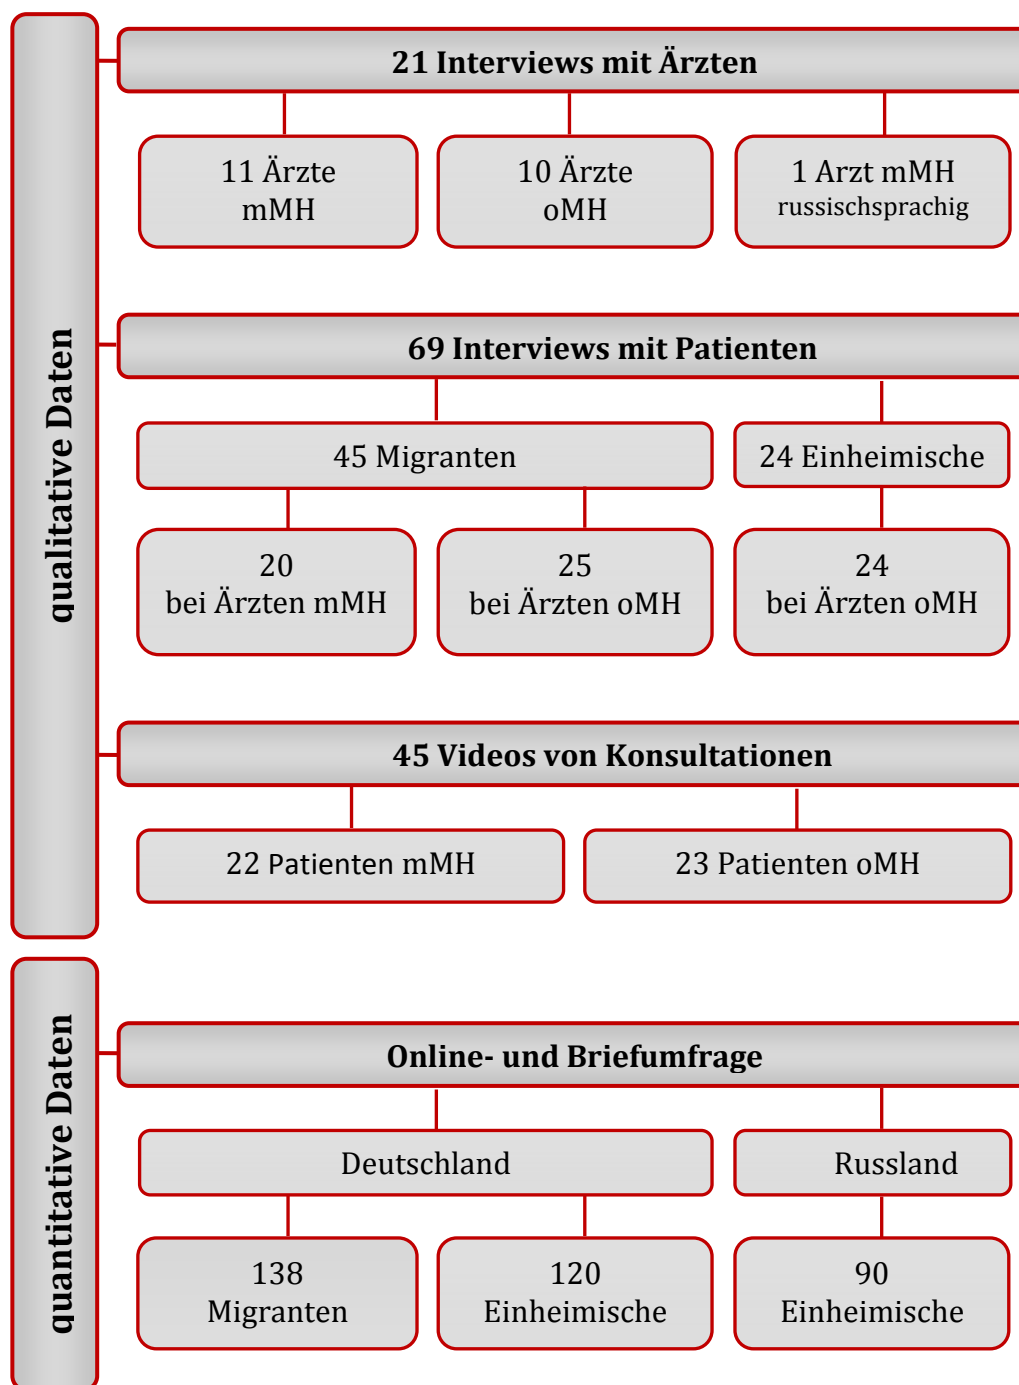 qualitative Daten
21 Interviews mit Ärzten
11 Ärzte
mMH
10 Ärzte
oMH
1 Arzt mMH
russischsprachig
69 Interviews mit Patienten
45 Migranten
24 Einheimische
20
bei Ärzten mMH
25
bei Ärzten oMH
24
bei Ärzten oMH
45 Videos von Konsultationen
22 Patienten mMH
23 Patienten oMH
quantitative Daten
Online- und Briefumfrage
Deutschland
Russland
138
Migranten
120
Einheimische
90
Einheimische